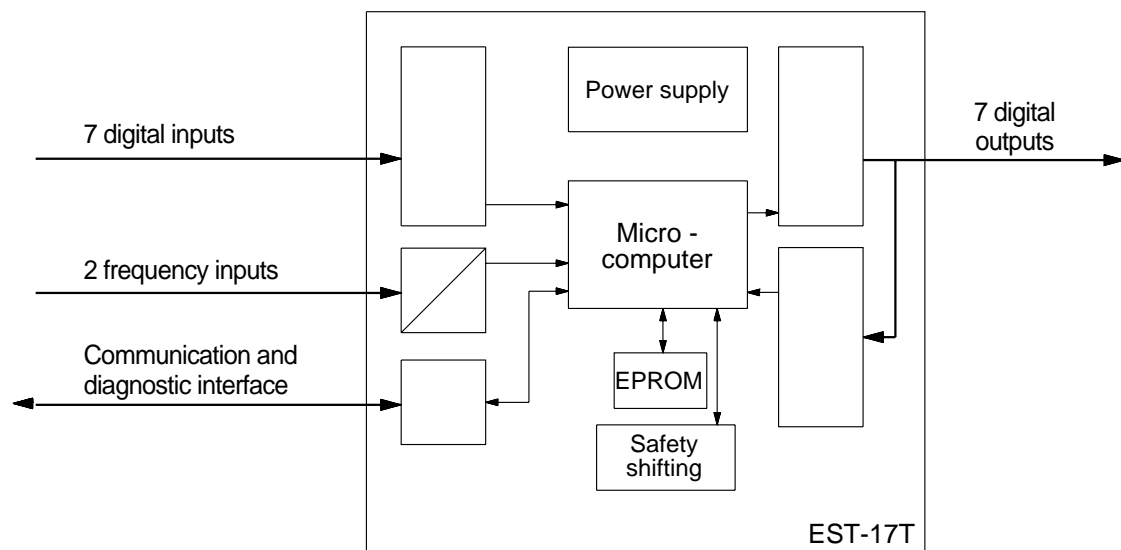 Power supply
7 digital inputs
7 digital
outputs
Micro -
computer
2 frequency inputs
Communication and
diagnostic interface
EPROM
Safety
shifting
EST-17T